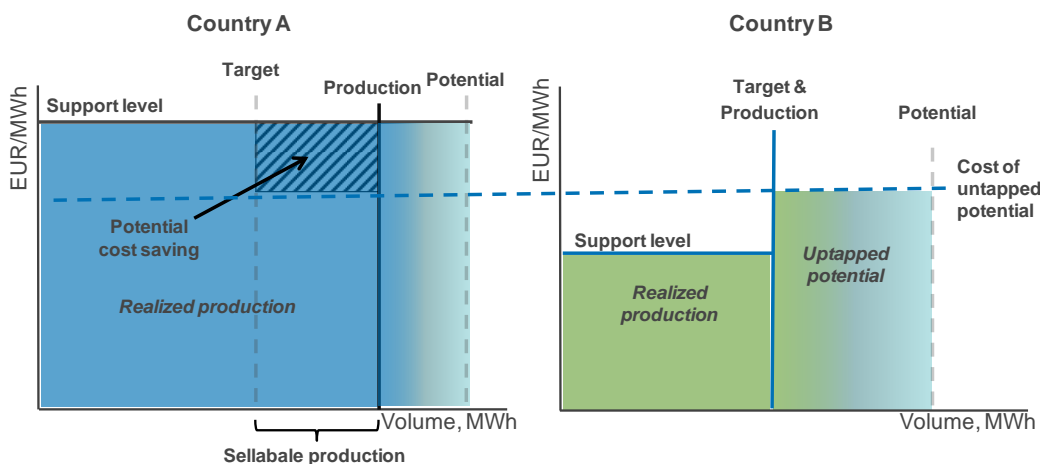 Country A
Target
Production
Potential
Support level
EUR/MWh
Potential
cost saving
Realized production
Volume, MWh
Sellabale production
Country B
Target &
Production
Potential
Cost of
untapped
potential
EUR/MWh
Support level
Uptapped
potential
Realized
production
Volume, MWh